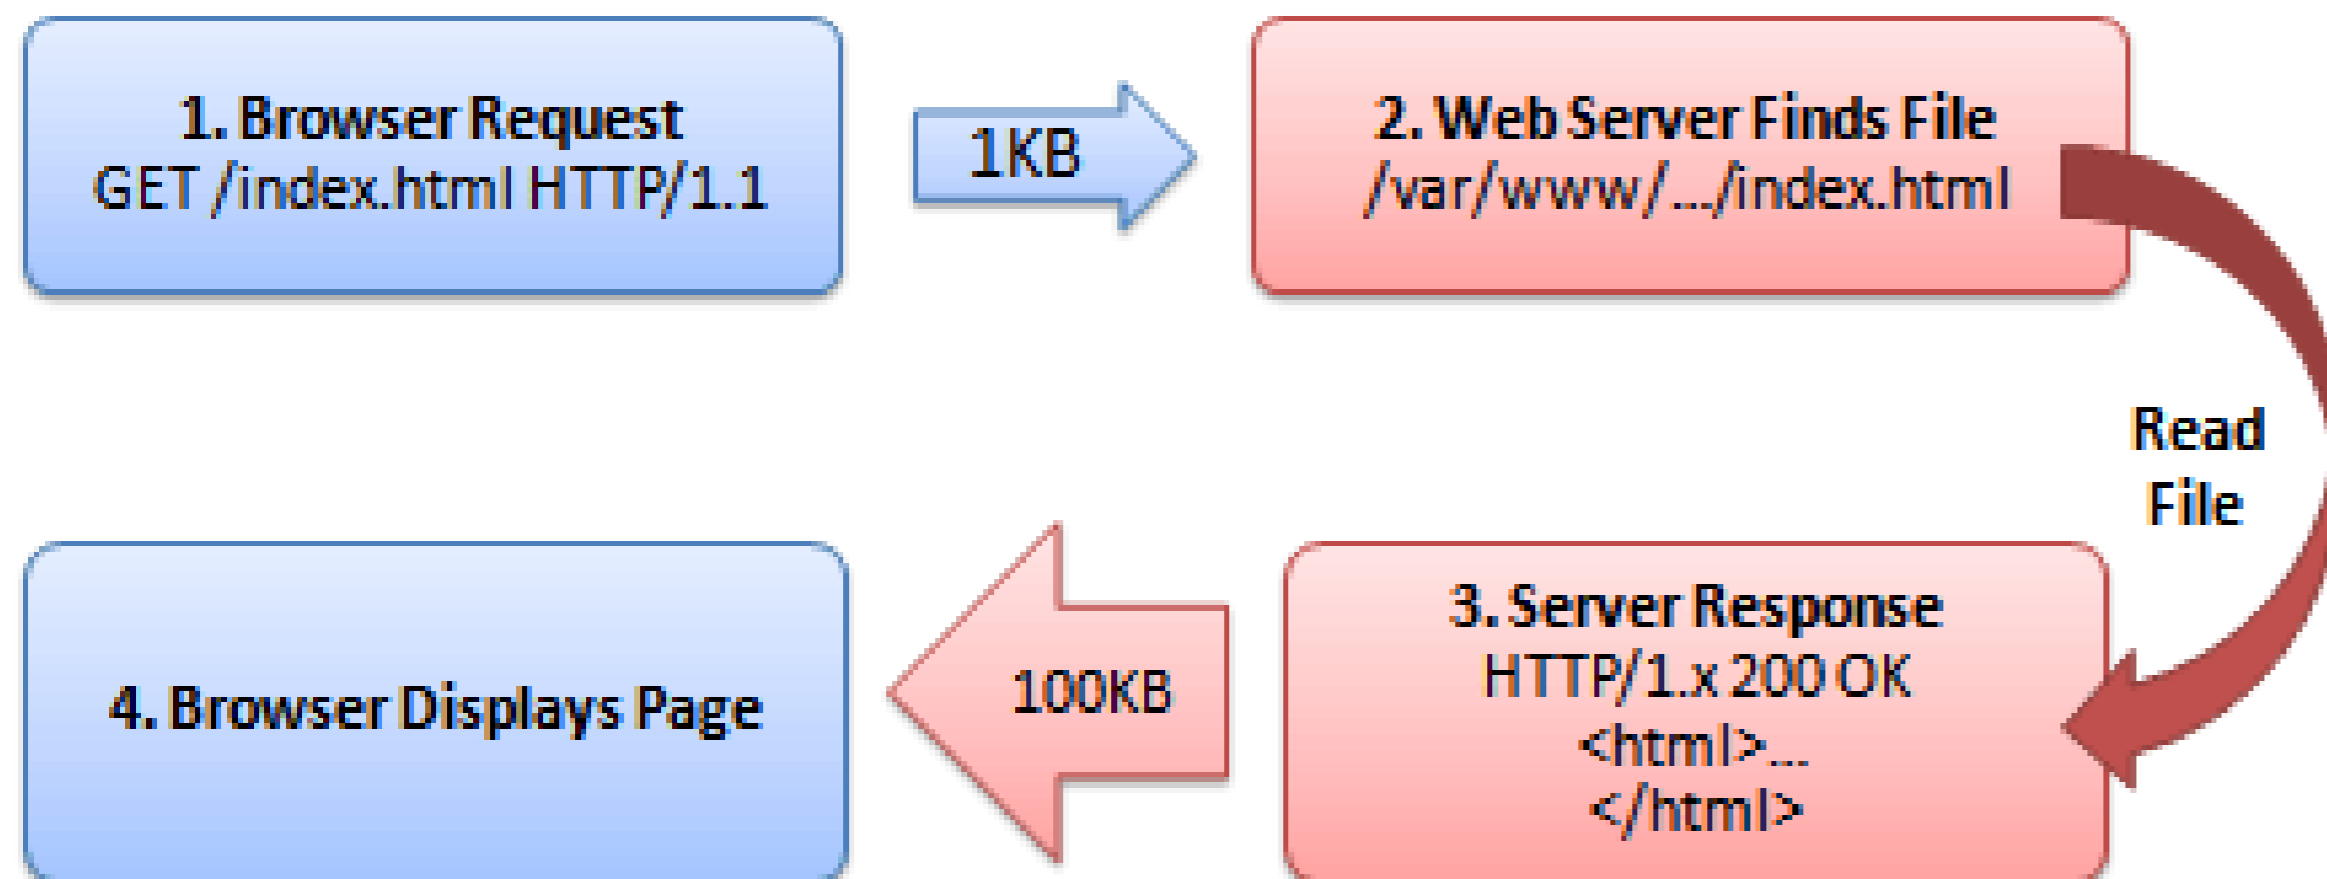 1. Browser Request
GET /index.html HTTP/1.1
1KB
2. Web Server Finds File
/var/www/.../index.html
Read
File
3. Server Response
HTTP/1.x 200 OK
<html>...
</html>
100KB
4. Browser Displays Page